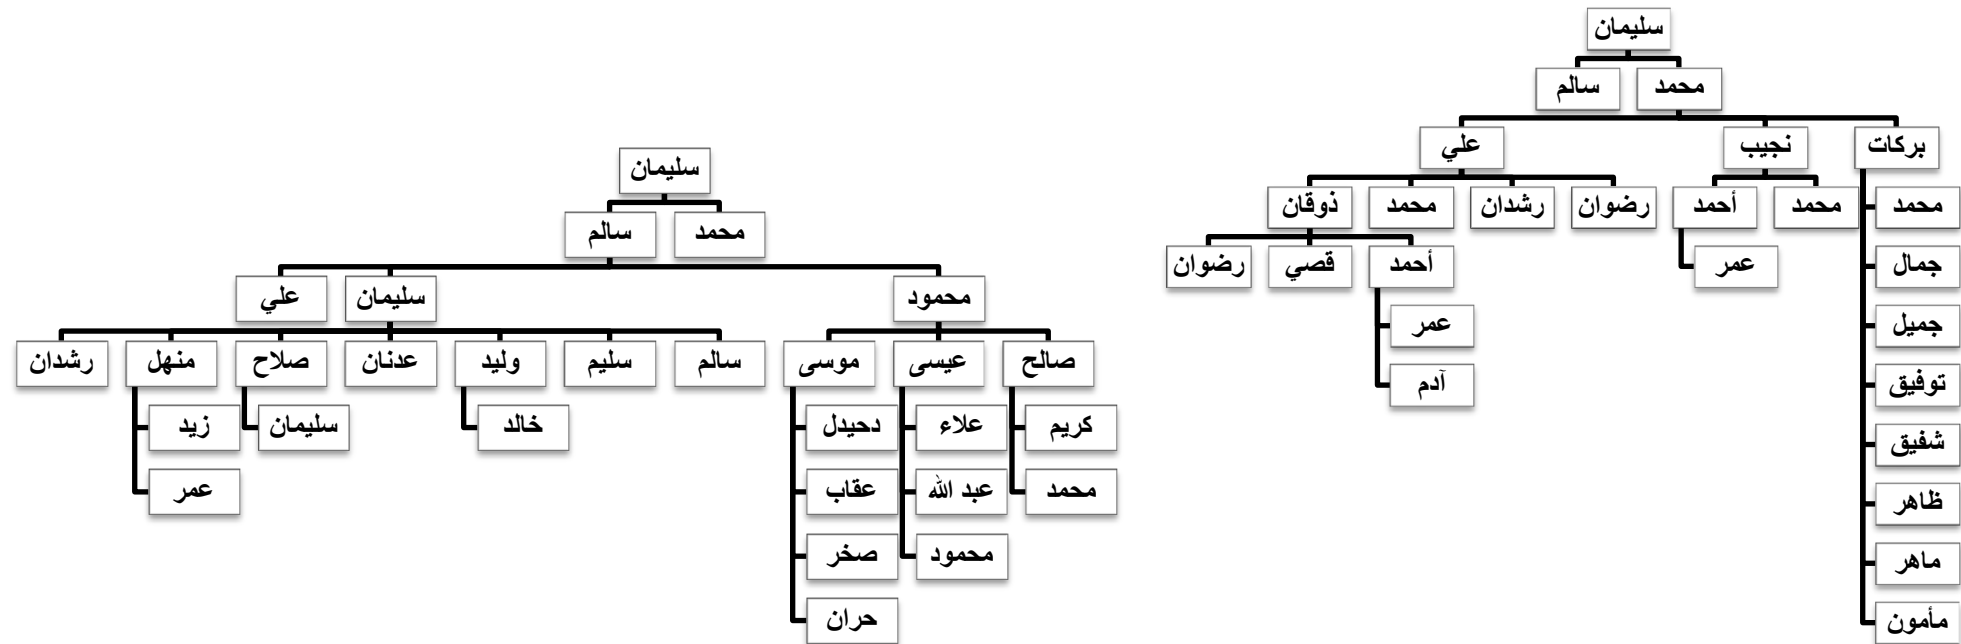 سليمان
محمد
سالم
بركات
نجيب
علي
محمد
أحمد
رضوان
رشدان
محمد
ذوقان
محمد
جمال
عمر
أحمد
قصي
رضوان
جميل
عمر
توفيق
آدم
شفيق
ظاهر
ماهر
مأمون
سليمان
محمد
سالم
محمود
سليمان
علي
صالح
عيسى
موسى
سالم
سليم
وليد
عدنان
صلاح
منهل
رشدان
كريم
علاء
دحيدل
خالد
سليمان
زيد
محمد
عبد الله
عقاب
عمر
محمود
صخر
حران